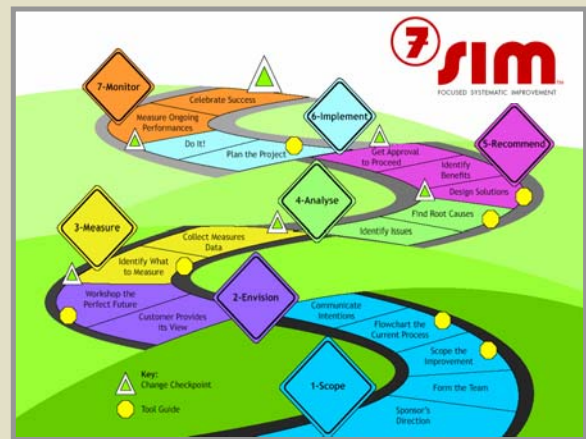 7 SIM™
FOCUSED SYSTEMATIC IMPROVEMENT
7-Monitor
Celebrate Success
Measure Ongoing
Performances
6-Implement
Do It!
Plan the Project
Get Approval
to Proceed
5-Recommend
Identify
Benefits
Design Solutions
4-Analyse
Find Root Causes
Identify Issues
3-Measure
Collect Measures
Data
Identify What
to Measure
Workshop the
Perfect Future
2-Envision
Customer Provides
its View
Communicate
Intentions
Flowchart the
Current Process
Scope the
Improvement
1-Scope
Form the Team
Sponsor's
Direction
Key:
Change Checkpoint
Tool Guide